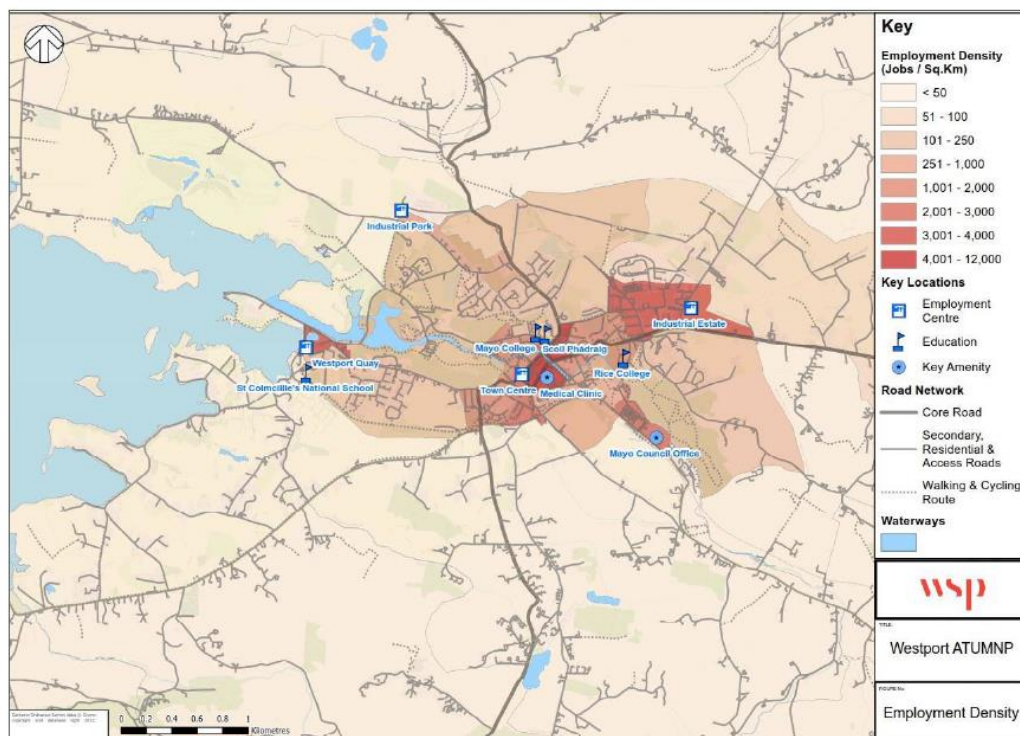 Key
Employment Density
(Jobs / Sq.Km)
< 50
51 - 100
101 - 250
251 - 1,000
1,001 - 2,000
2,001 - 3,000
3,001 - 4,000
4,001 - 12,000
Key Locations
Employment
Centre
Education
Key Amenity
Road Network
Core Road
Secondary,
Residential &
Access Roads
Walking & Cycling
Route
Waterways
wsp
TITLE:
Westport ATUMNP
FIGURE No:
Employment Density
Industrial Park
Industrial Estate
Mayo College
Scoil Phádraig
Westport Quay
Rice College
St Colmcille's National School
Town Centre
Medical Clinic
Mayo Council Office
0 0.2 0.4 0.6 0.8 1
Kilometres